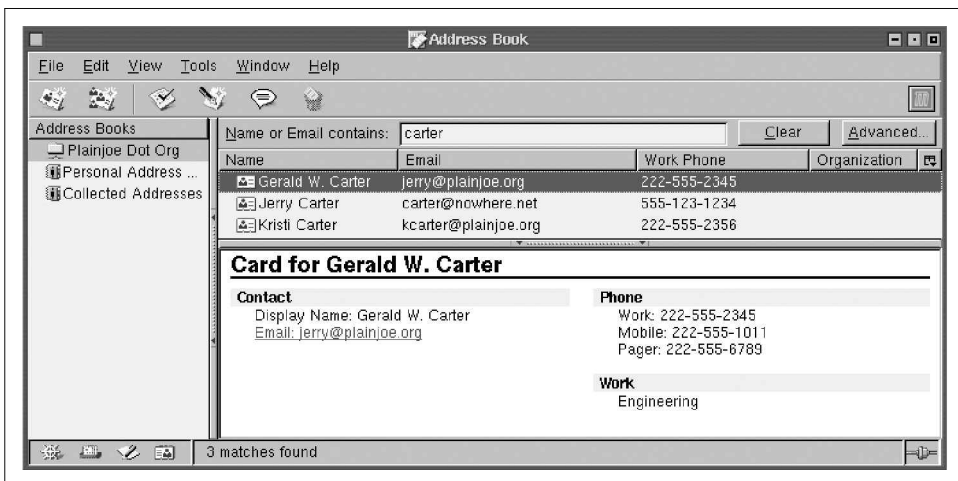 Address Book
File Edit View Tools Window Help
Address Books
Plainjoe Dot Org
Personal Address ...
Collected Addresses
Name or Email contains: carter Clear Advanced...
Name Email Work Phone Organization
Gerald W. Carter jerry@plainjoe.org 222-555-2345
Jerry Carter carter@nowhere.net 555-123-1234
Kristi Carter kcarter@plainjoe.org 222-555-2356
Card for Gerald W. Carter
Contact
Display Name: Gerald W. Carter
Email: jerry@plainjoe.org
Phone
Work: 222-555-2345
Mobile: 222-555-1011
Pager: 222-555-6789
Work
Engineering
3 matches found